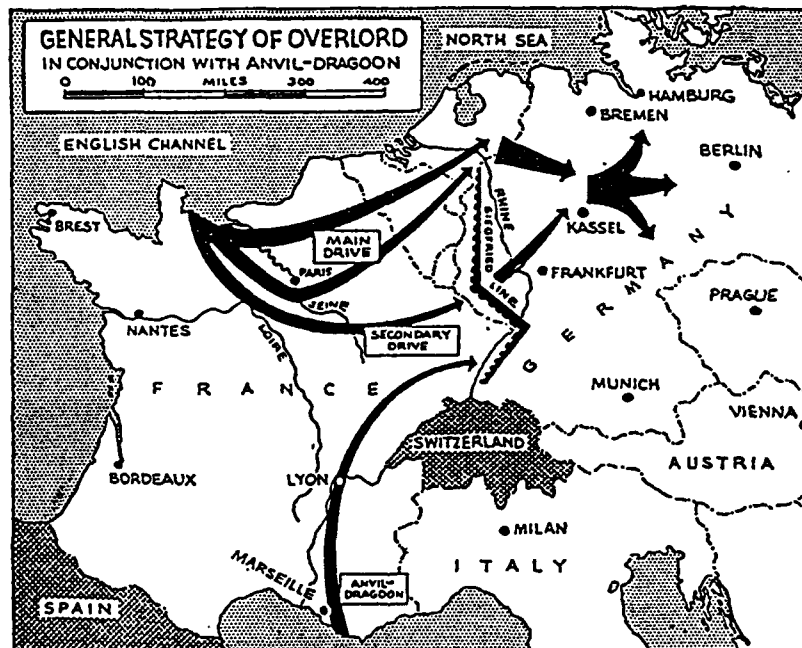 GENERAL STRATEGY OF OVERLORD
IN CONJUNCTION WITH ANVIL-DRAGOON
0 100 MILES 300 400
NORTH SEA
HAMBURG
BREMEN
ENGLISH CHANNEL
BERLIN
BREST
RHINE
SIEGFRIED
LINE
KASSEL
MAIN
DRIVE
PARIS
FRANKFURT
SEINE
PRAGUE
NANTES
LOIRE
SECONDARY
DRIVE
GERMANY
FRANCE
MUNICH
VIENNA
SWITZERLAND
AUSTRIA
BORDEAUX
LYON
MILAN
ITALY
MARSEILLE
ANVIL-
DRAGOON
SPAIN